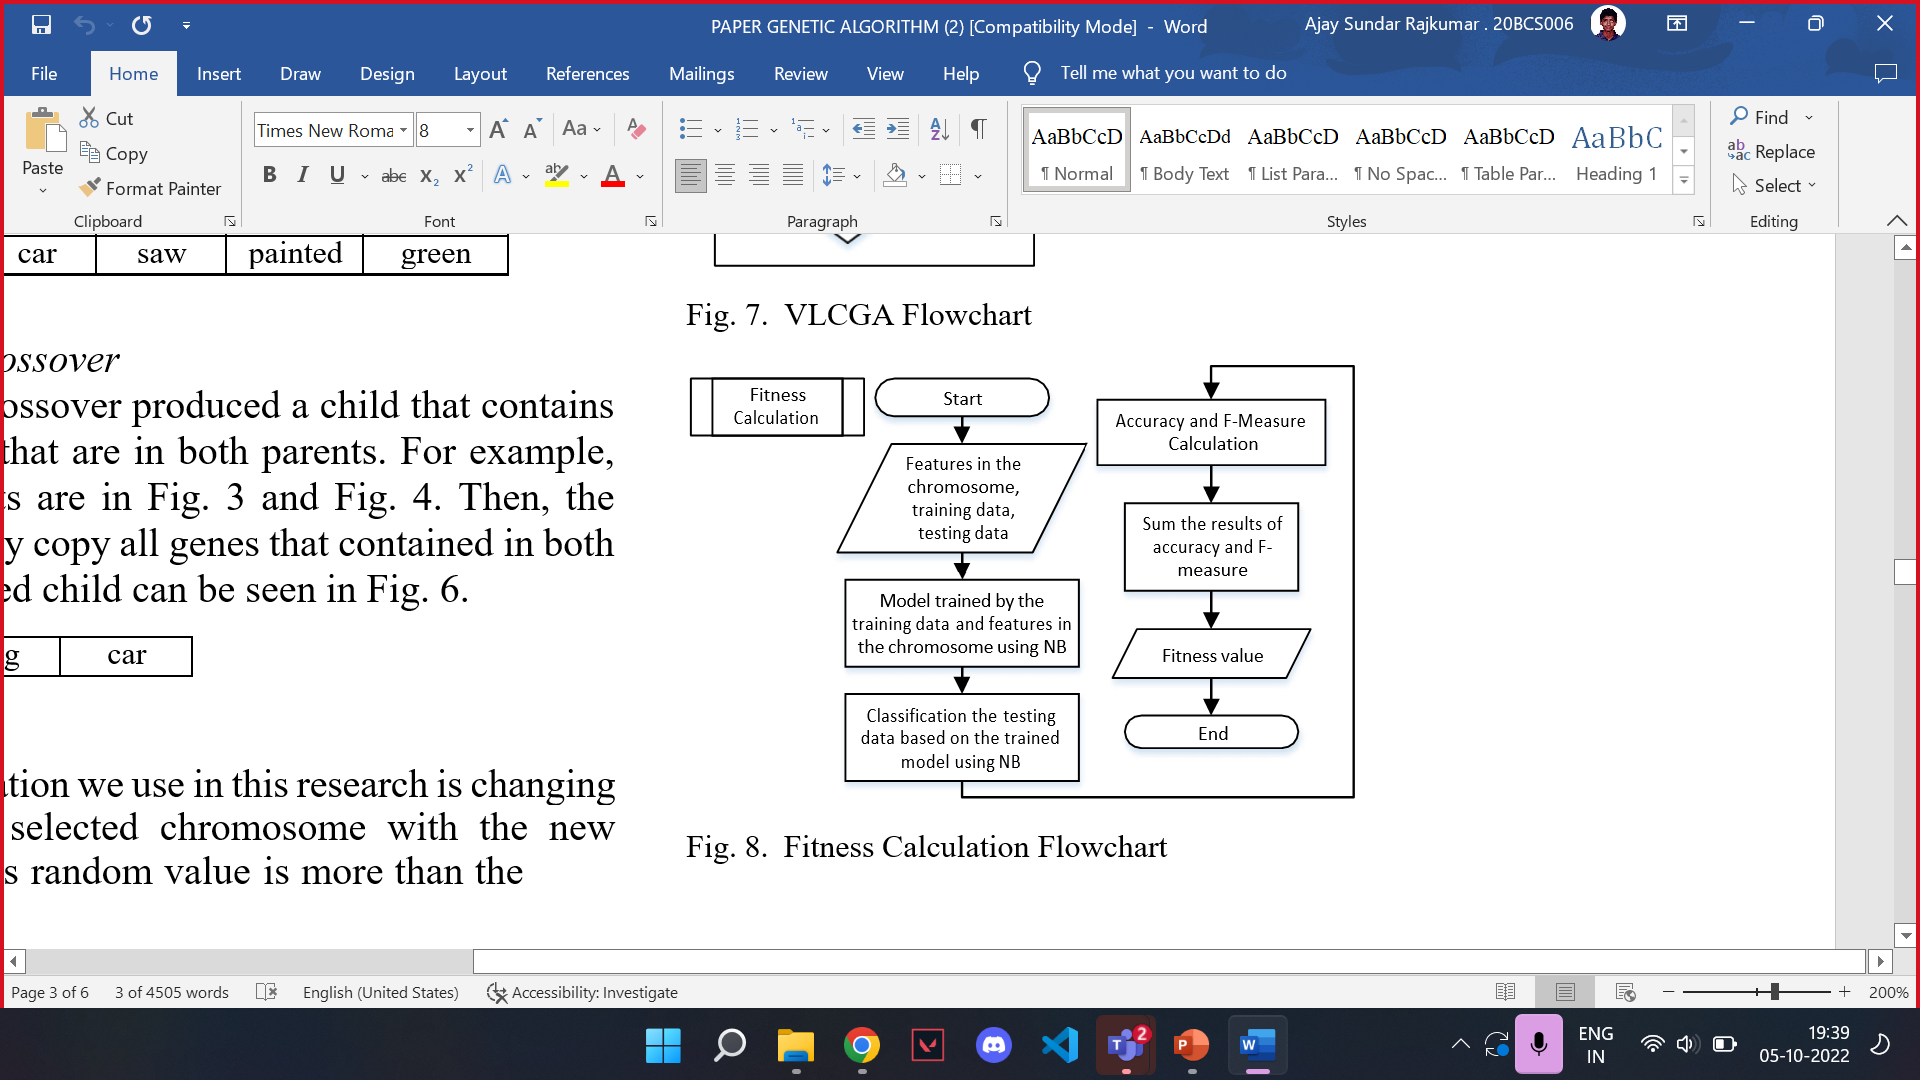 PAPER GENETIC ALGORITHM (2) [Compatibility Mode] - Word
Ajay Sundar Rajkumar . 20BCS006
File Home Insert Draw Design Layout References Mailings Review View Help Tell me what you want to do
Paste
Cut
Copy
Format Painter
Clipboard
Times New Roma 8
Font
Paragraph
AaBbCcD AaBbCcDd AaBbCcD AaBbCcD AaBbCcD AaBbC
¶ Normal ¶ Body Text ¶ List Para... ¶ No Spac... ¶ Table Par... Heading 1
Styles
Find
Replace
Select
Editing
car saw painted green
ossover
ossover produced a child that contains
that are in both parents. For example,
ts are in Fig. 3 and Fig. 4. Then, the
y copy all genes that contained in both
ed child can be seen in Fig. 6.
g car
ation we use in this research is changing
selected chromosome with the new
s random value is more than the
Fig. 7. VLCGA Flowchart
Fitness
Calculation
Start
Features in the
chromosome,
training data,
testing data
Model trained by the
training data and features in
the chromosome using NB
Classification the testing
data based on the trained
model using NB
Accuracy and F-Measure
Calculation
Sum the results of
accuracy and F-
measure
Fitness value
End
Fig. 8. Fitness Calculation Flowchart
Page 3 of 6 3 of 4505 words English (United States) Accessibility: Investigate 200%
2
ENG
IN
19:39
05-10-2022